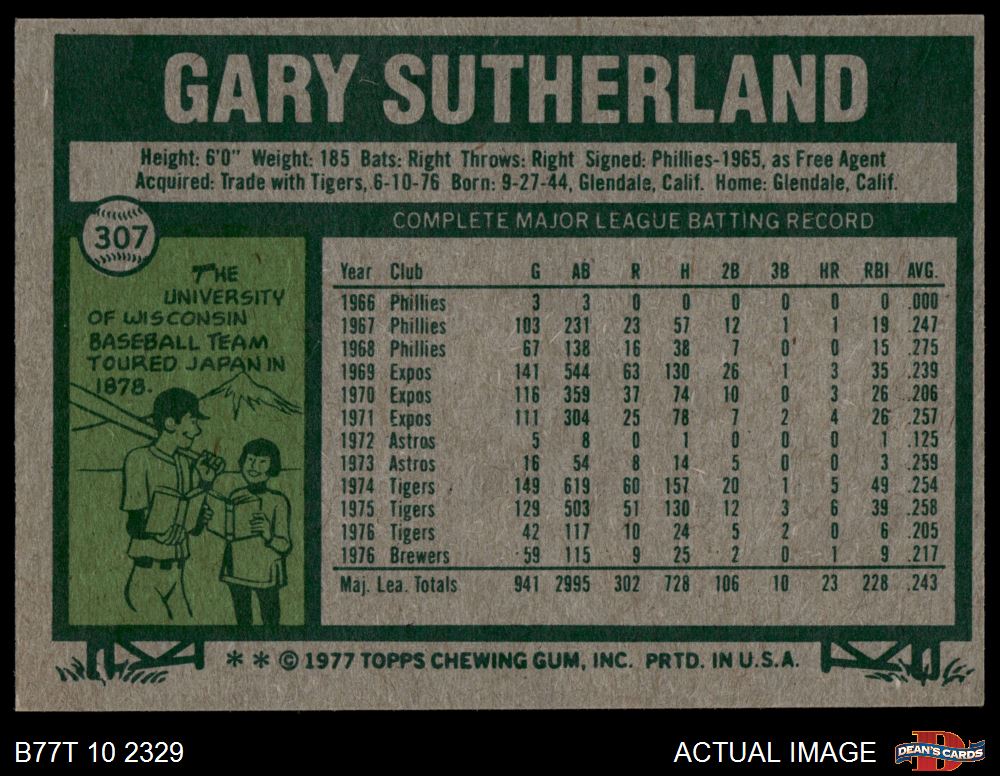 GARY SUTHERLAND
Height: 6'0" Weight: 185 Bats: Right Throws: Right Signed: Phillies-1965, as Free Agent
Acquired: Trade with Tigers, 6-10-76 Born: 9-27-44, Glendale, Calif. Home: Glendale, Calif.
307
THE
UNIVERSITY
OF WISCONSIN
BASEBALL TEAM
TOURED JAPAN IN
1878.
COMPLETE MAJOR LEAGUE BATTING RECORD
Year Club G AB R H 2B 3B HR RBI AVG.
1966 Phillies 3 3 0 0 0 0 0 0 .000
1967 Phillies 103 231 23 57 12 1 1 19 .247
1968 Phillies 67 138 16 38 7 0 0 15 .275
1969 Expos 141 544 63 130 26 1 3 35 .239
1970 Expos 116 359 37 74 10 0 3 26 .206
1971 Expos 111 304 25 78 7 2 4 26 .257
1972 Astros 5 8 0 1 0 0 0 1 .125
1973 Astros 16 54 8 14 5 0 0 3 .259
1974 Tigers 149 619 60 157 20 1 5 49 .254
1975 Tigers 129 503 51 130 12 3 6 39 .258
1976 Tigers 42 117 10 24 5 2 0 6 .205
1976 Brewers 59 115 9 25 2 0 1 9 .217
Maj. Lea. Totals 941 2995 302 728 106 10 23 228 .243
* * © 1977 TOPPS CHEWING GUM, INC. PRTD. IN U.S.A.
B77T 10 2329
ACTUAL IMAGE
DEAN'S CARDS